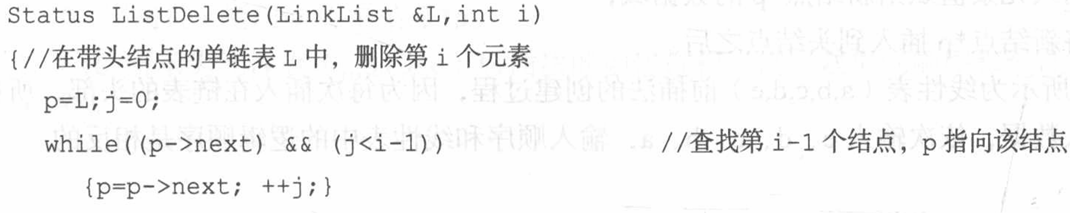 Status ListDelete(LinkList &L,int i)
{//在带头结点的单链表 L 中，删除第 i 个元素
p=L;j=0;
while((p->next) && (j<i-1)) //查找第 i-1 个结点，p 指向该结点
{p=p->next; ++j;}